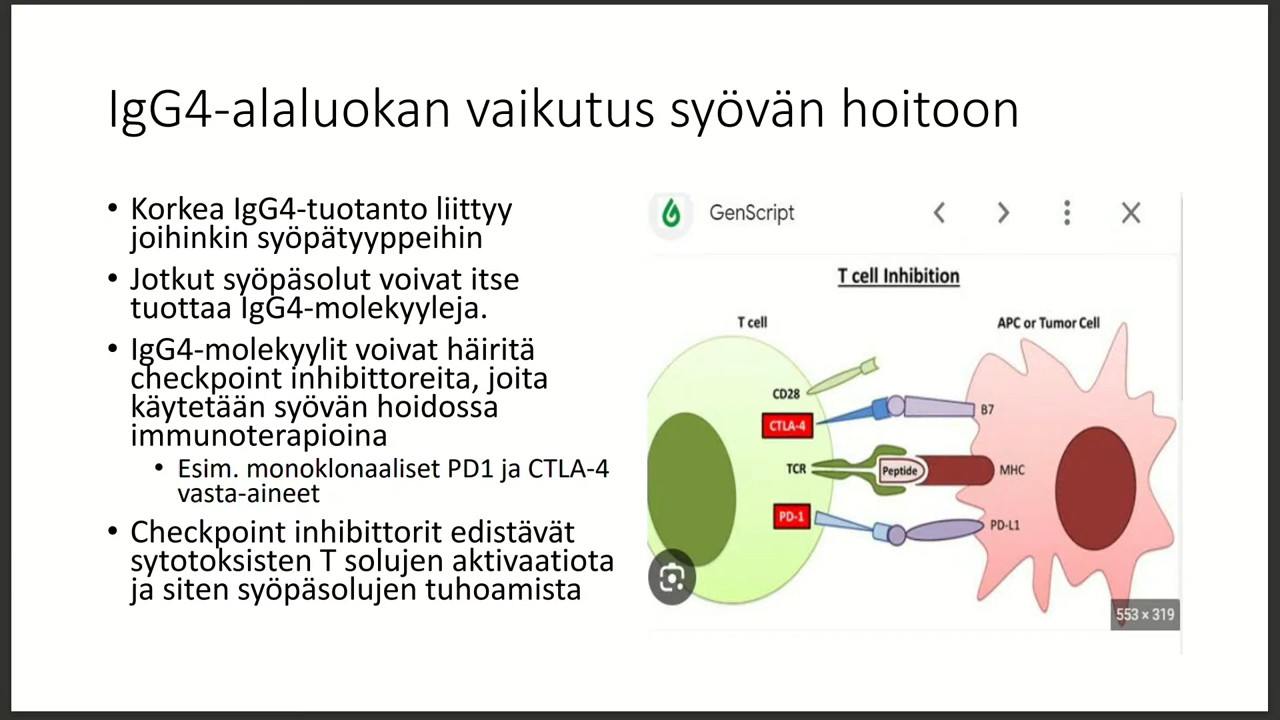 IgG4-alaluokan vaikutus syövän hoitoon
• Korkea IgG4-tuotanto liittyy
joihinkin syöpätyyppeihin
• Jotkut syöpäsolut voivat itse
tuottaa IgG4-molekyylejä.
• IgG4-molekyylit voivat häiritä
checkpoint inhibittoreita, joita
käytetään syövän hoidossa
immunoterapioina
• Esim. monoklonaaliset PD1 ja CTLA-4
vasta-aineet
• Checkpoint inhibittorit edistävät
sytotoksisten T solujen aktivaatiota
ja siten syöpäsolujen tuhoamista
GenScript
T cell Inhibition
T cell
APC or Tumor Cell
CD28
CTLA-4
B7
TCR
Peptide
MHC
PD-1
PD-L1
553 × 319